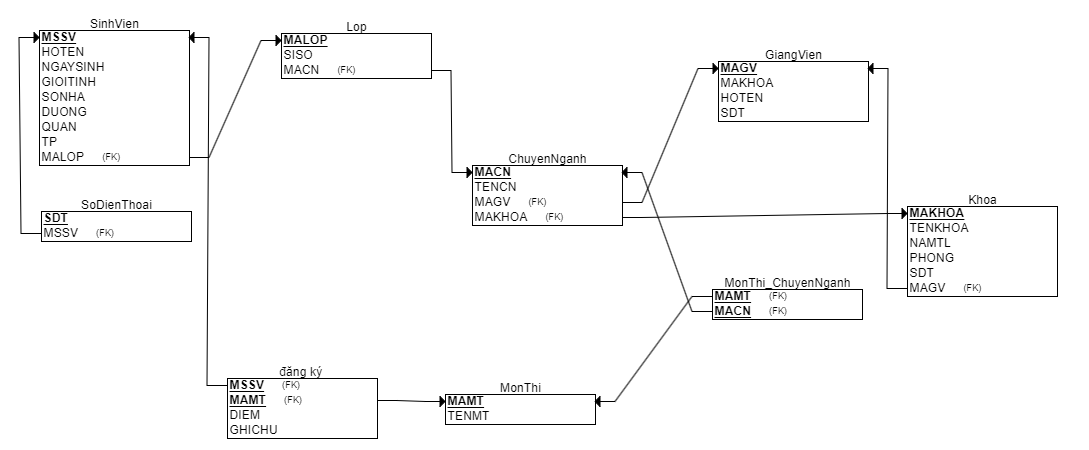 SinhVien
MSSV
HOTEN
NGAYSINH
GIOITINH
SONHA
DUONG
QUAN
TP
MALOP (FK)
SoDienThoai
SDT
MSSV (FK)
Lop
MALOP
SISO
MACN (FK)
GiangVien
MAGV
MAKHOA
HOTEN
SDT
ChuyenNganh
MACN
TENCN
MAGV (FK)
MAKHOA (FK)
Khoa
MAKHOA
TENKHOA
NAMTL
PHONG
SDT
MAGV (FK)
MonThi_ChuyenNganh
MAMT (FK)
MACN (FK)
đăng ký
MSSV (FK)
MAMT (FK)
DIEM
GHICHU
MonThi
MAMT
TENMT